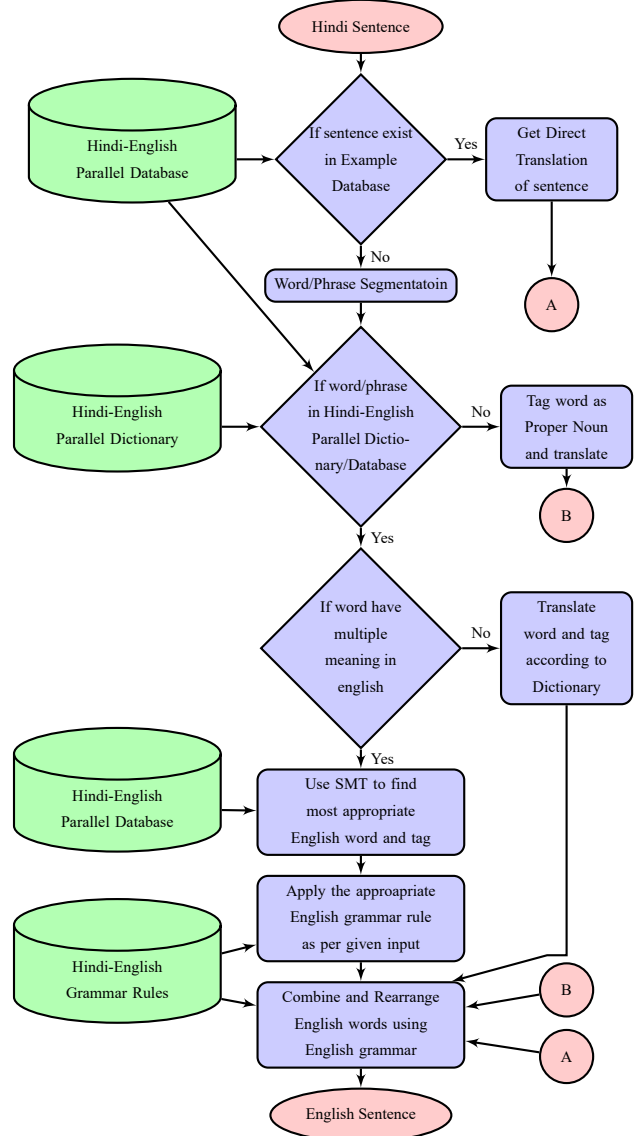 Hindi Sentence
Hindi-English
Parallel Database
If sentence exist
in Example
Database
Yes
Get Direct
Translation
of sentence
No
Word/Phrase Segmentatoin
A
Hindi-English
Parallel Dictionary
If word/phrase
in Hindi-English
Parallel Dictio-
nary/Database
No
Tag word as
Proper Noun
and translate
B
Yes
If word have
multiple
meaning in
english
No
Translate
word and tag
according to
Dictionary
Yes
Hindi-English
Parallel Database
Use SMT to find
most appropriate
English word and tag
Apply the approapriate
English grammar rule
as per given input
Hindi-English
Grammar Rules
Combine and Rearrange
English words using
English grammar
B
A
English Sentence